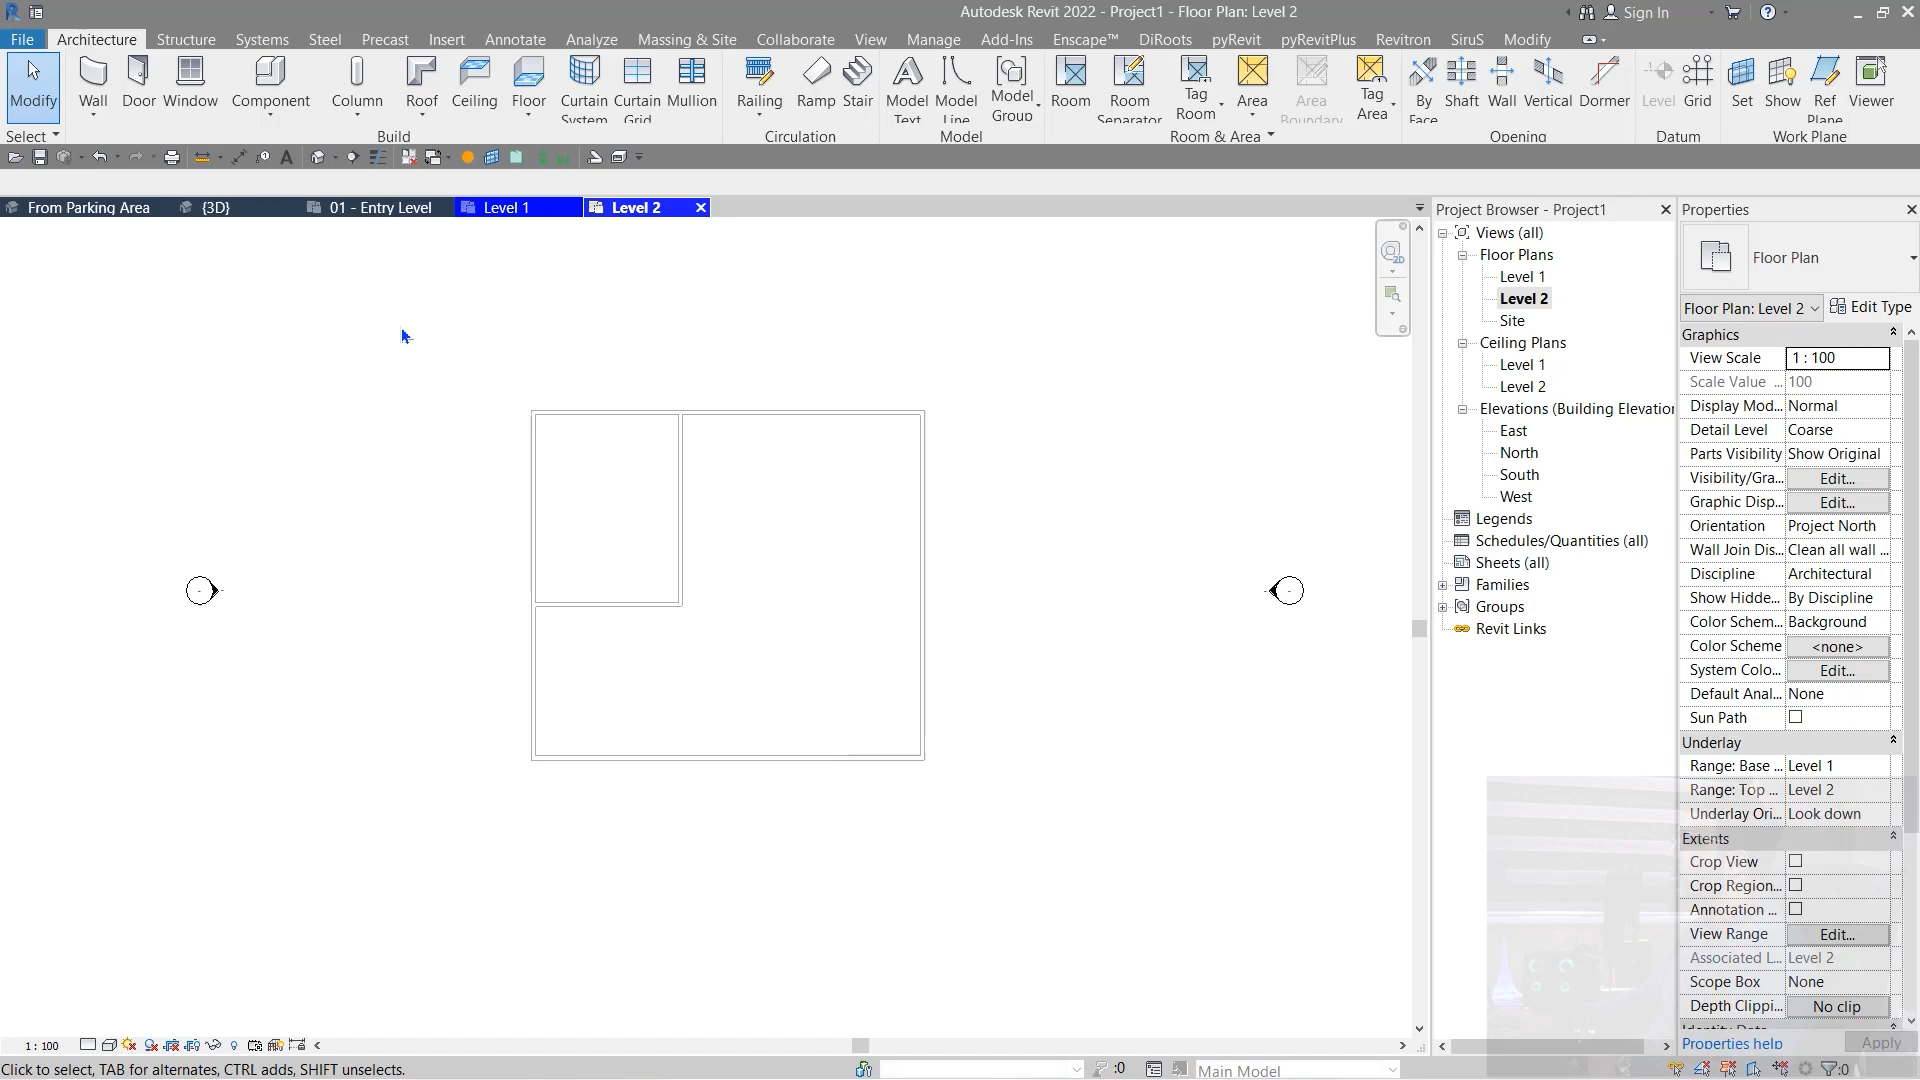 Autodesk Revit 2022 - Project1 - Floor Plan: Level 2
Sign In
File Architecture Structure Systems Steel Precast Insert Annotate Analyze Massing & Site Collaborate View Manage Add-Ins Enscape™ DiRoots pyRevit pyRevitPlus Revitron SiruS Modify
Modify
Wall
Door
Window
Component
Column
Roof
Ceiling
Floor
Curtain System
Curtain Grid
Mullion
Railing
Ramp
Stair
Model Text
Model Line
Model Group
Room
Room Separator
Tag Room
Area
Area Boundary
Tag Area
By Face
Shaft
Wall
Vertical
Dormer
Level
Grid
Set
Show
Ref Plane
Viewer
Select
Build
Circulation
Model
Room & Area
Opening
Datum
Work Plane
From Parking Area
{3D}
01 - Entry Level
Level 1
Level 2
2D
Project Browser - Project1
Views (all)
Floor Plans
Level 1
Level 2
Site
Ceiling Plans
Level 1
Level 2
Elevations (Building Elevation
East
North
South
West
Legends
Schedules/Quantities (all)
Sheets (all)
Families
Groups
Revit Links
Properties
Floor Plan
Floor Plan: Level 2
Edit Type
Graphics
View Scale 1 : 100
Scale Value ... 100
Display Mod... Normal
Detail Level Coarse
Parts Visibility Show Original
Visibility/Gra... Edit...
Graphic Disp... Edit...
Orientation Project North
Wall Join Dis... Clean all wall ...
Discipline Architectural
Show Hidde... By Discipline
Color Schem... Background
Color Scheme <none>
System Colo... Edit...
Default Anal... None
Sun Path
Underlay
Range: Base ... Level 1
Range: Top ... Level 2
Underlay Ori... Look down
Extents
Crop View
Crop Region...
Annotation ...
View Range Edit...
Associated L... Level 2
Scope Box None
Depth Clippi... No clip
Identity Data
Properties help
Apply
1 : 100
Click to select, TAB for alternates, CTRL adds, SHIFT unselects.
:0
Main Model
:0